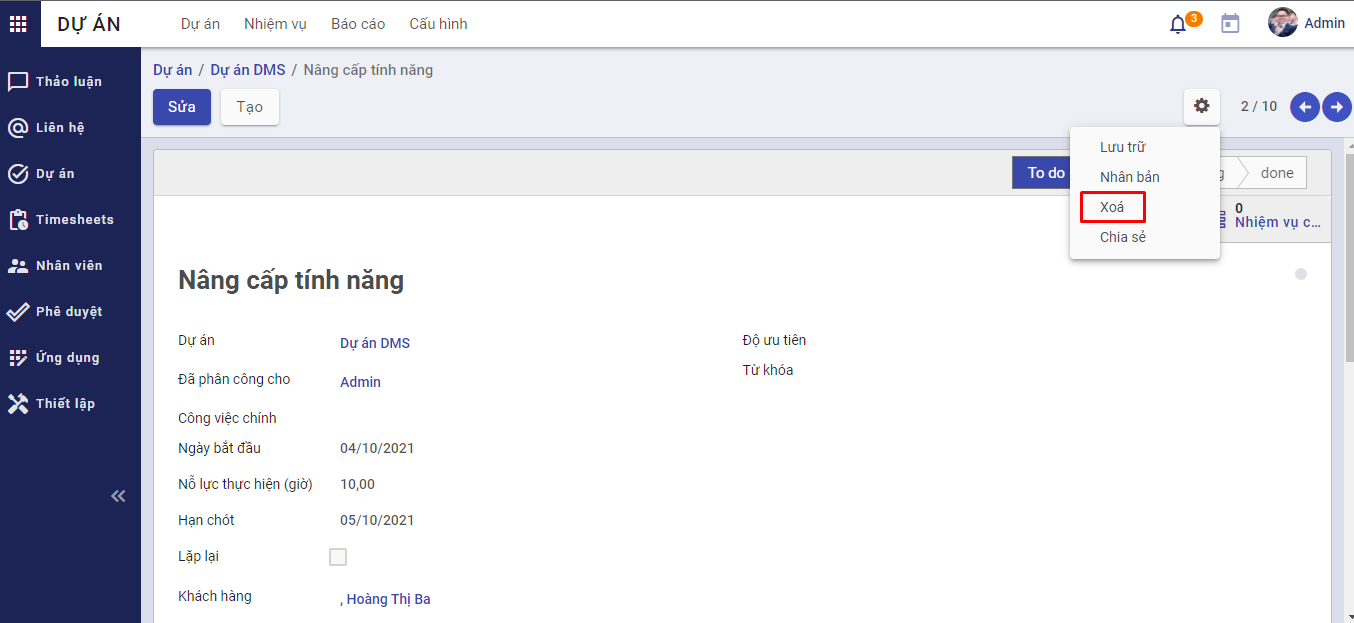 DỰ ÁN
Dự án
Nhiệm vụ
Báo cáo
Cấu hình
3
Admin
Thảo luận
Liên hệ
Dự án
Timesheets
Nhân viên
Phê duyệt
Ứng dụng
Thiết lập
Dự án / Dự án DMS / Nâng cấp tính năng
Sửa
Tạo
2 / 10
Lưu trữ
Nhân bản
Xoá
Chia sẻ
To do
g
done
0
Nhiệm vụ c...
Nâng cấp tính năng
Dự án
Dự án DMS
Đã phân công cho
Admin
Công việc chính
Ngày bắt đầu
04/10/2021
Nỗ lực thực hiện (giờ)
10,00
Hạn chót
05/10/2021
Lặp lại
Khách hàng
, Hoàng Thị Ba
Độ ưu tiên
Từ khóa